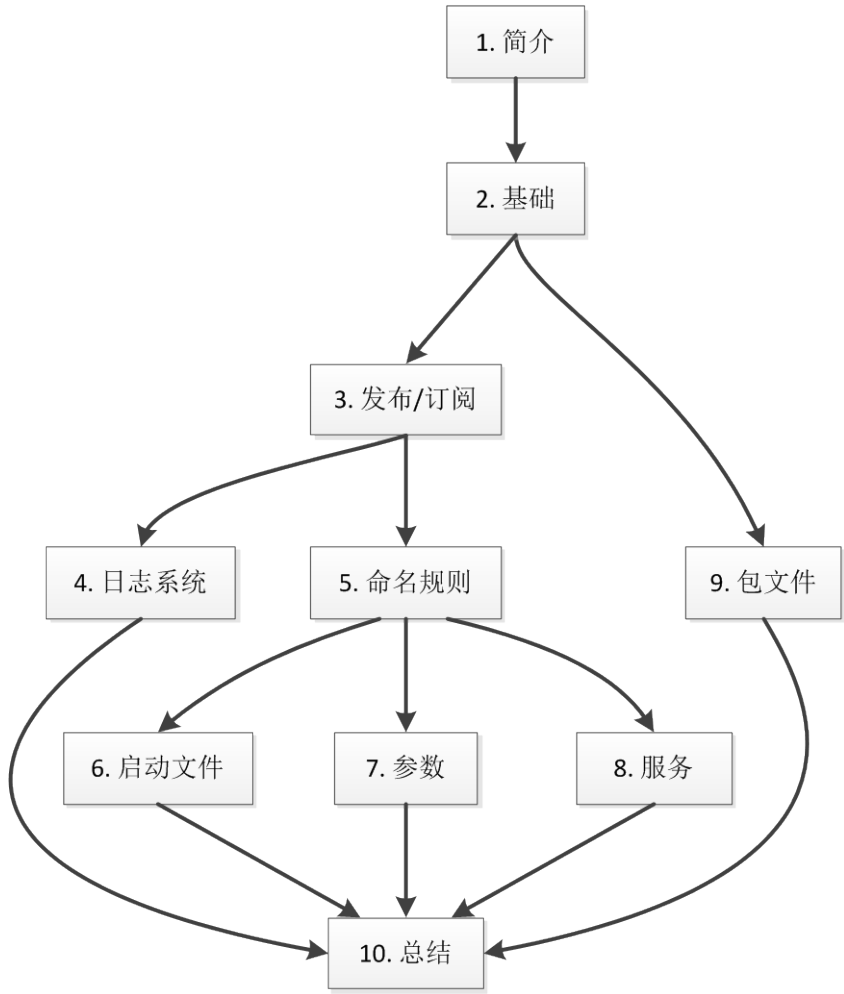 1. 简介
2. 基础
3. 发布/订阅
4. 日志系统
5. 命名规则
9. 包文件
6. 启动文件
7. 参数
8. 服务
10. 总结